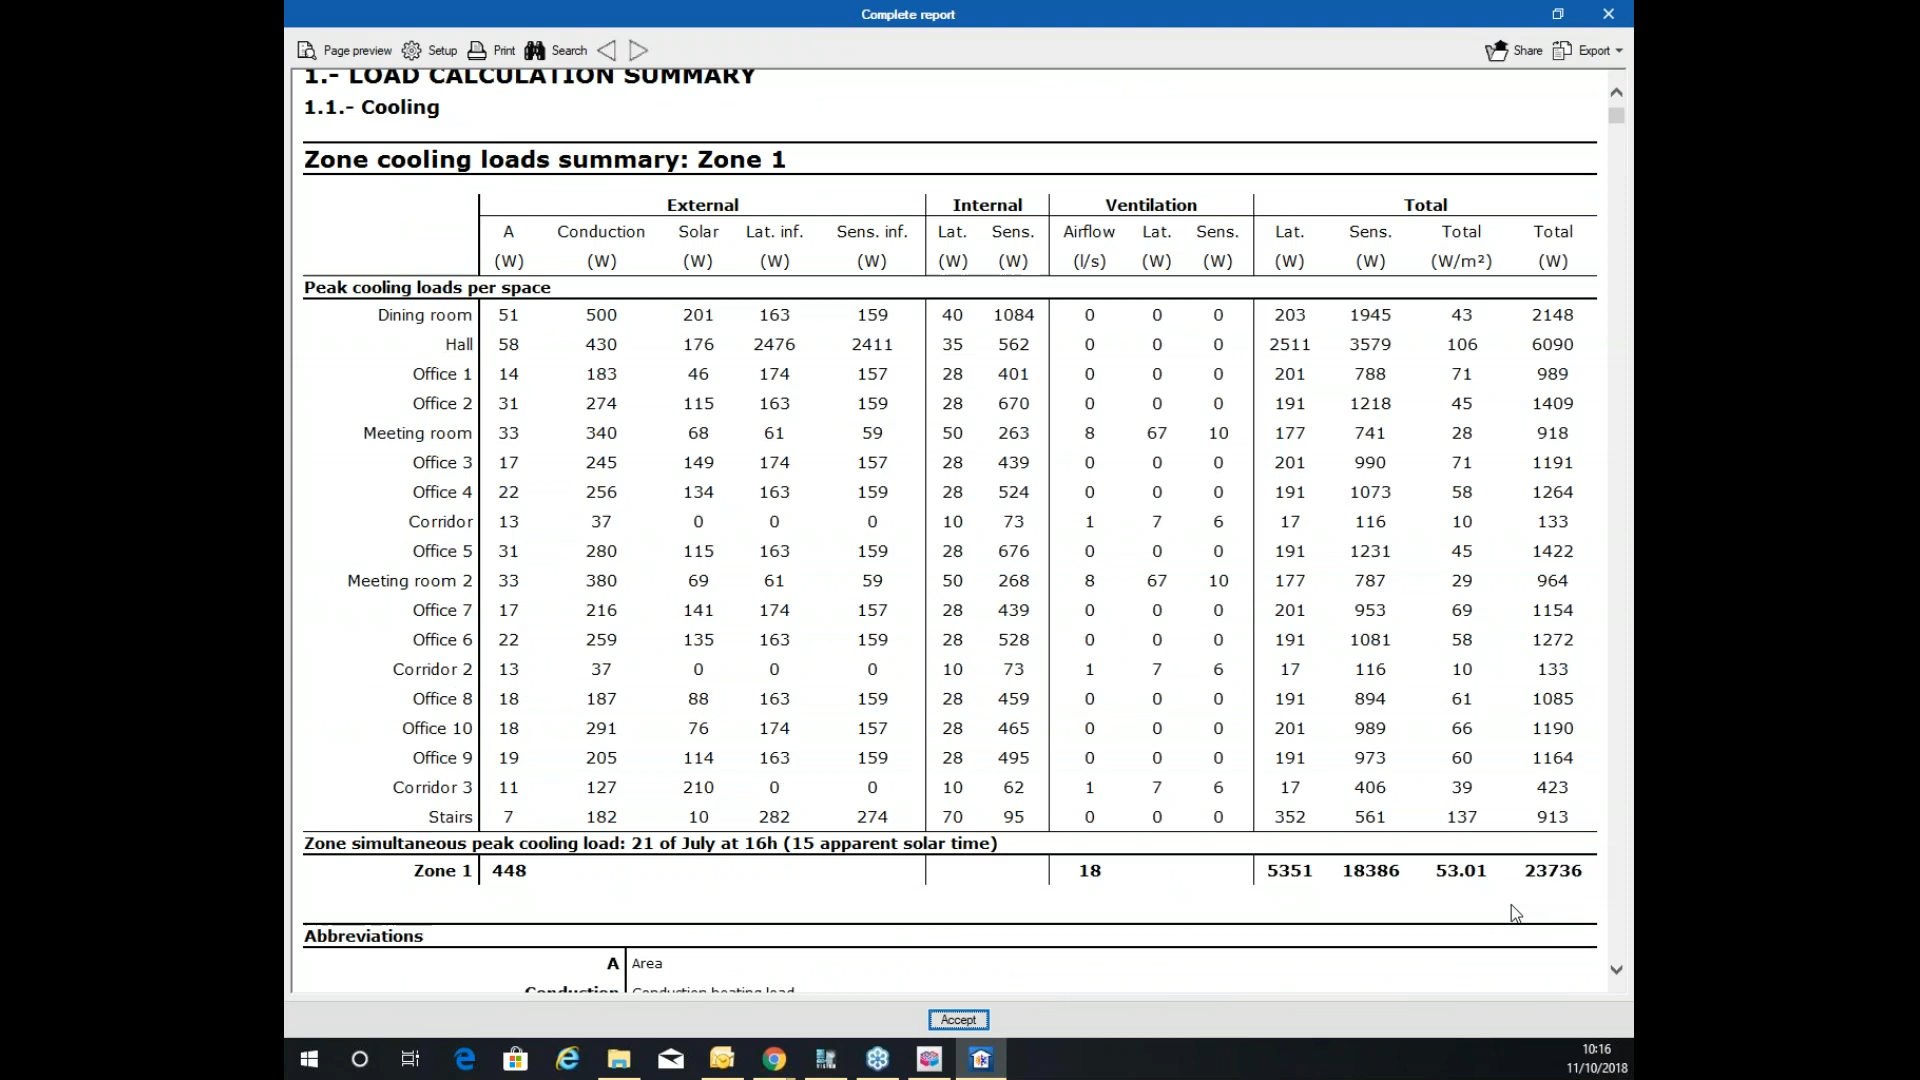 Complete report
Page preview Setup Print Search Share Export
1.- LOAD CALCULATION SUMMARY
1.1.- Cooling
Zone cooling loads summary: Zone 1
External Internal Ventilation Total
A Conduction Solar Lat. inf. Sens. inf. Lat. Sens. Airflow Lat. Sens. Lat. Sens. Total Total
(W) (W) (W) (W) (W) (W) (W) (l/s) (W) (W) (W) (W) (W/m²) (W)
Peak cooling loads per space
Dining room 51 500 201 163 159 40 1084 0 0 0 203 1945 43 2148
Hall 58 430 176 2476 2411 35 562 0 0 0 2511 3579 106 6090
Office 1 14 183 46 174 157 28 401 0 0 0 201 788 71 989
Office 2 31 274 115 163 159 28 670 0 0 0 191 1218 45 1409
Meeting room 33 340 68 61 59 50 263 8 67 10 177 741 28 918
Office 3 17 245 149 174 157 28 439 0 0 0 201 990 71 1191
Office 4 22 256 134 163 159 28 524 0 0 0 191 1073 58 1264
Corridor 13 37 0 0 0 10 73 1 7 6 17 116 10 133
Office 5 31 280 115 163 159 28 676 0 0 0 191 1231 45 1422
Meeting room 2 33 380 69 61 59 50 268 8 67 10 177 787 29 964
Office 7 17 216 141 174 157 28 439 0 0 0 201 953 69 1154
Office 6 22 259 135 163 159 28 528 0 0 0 191 1081 58 1272
Corridor 2 13 37 0 0 0 10 73 1 7 6 17 116 10 133
Office 8 18 187 88 163 159 28 459 0 0 0 191 894 61 1085
Office 10 18 291 76 174 157 28 465 0 0 0 201 989 66 1190
Office 9 19 205 114 163 159 28 495 0 0 0 191 973 60 1164
Corridor 3 11 127 210 0 0 10 62 1 7 6 17 406 39 423
Stairs 7 182 10 282 274 70 95 0 0 0 352 561 137 913
Zone simultaneous peak cooling load: 21 of July at 16h (15 apparent solar time)
Zone 1 448 18 5351 18386 53.01 23736
Abbreviations
A Area
Conduction Conduction heating load
Accept
10:16
11/10/2018